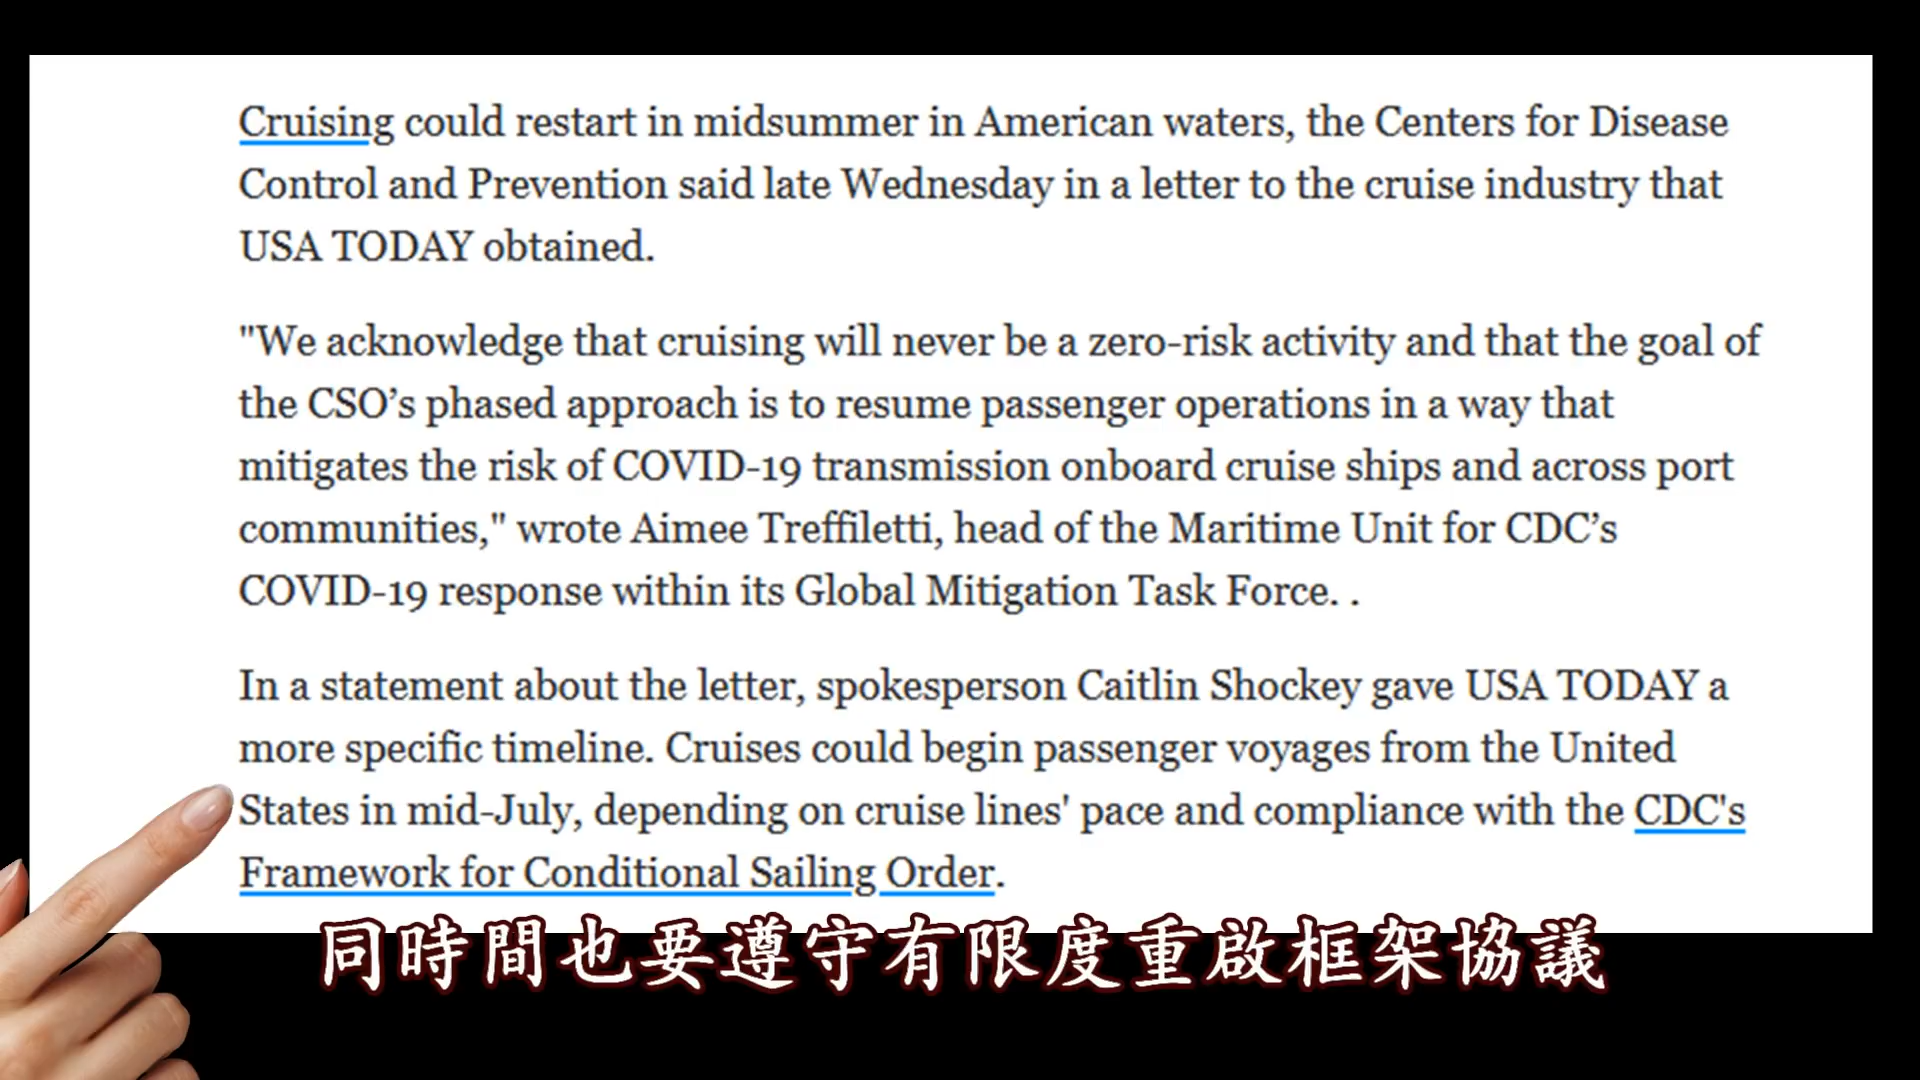 Cruising could restart in midsummer in American waters, the Centers for Disease
Control and Prevention said late Wednesday in a letter to the cruise industry that
USA TODAY obtained.
"We acknowledge that cruising will never be a zero-risk activity and that the goal of
the CSO’s phased approach is to resume passenger operations in a way that
mitigates the risk of COVID-19 transmission onboard cruise ships and across port
communities," wrote Aimee Treffiletti, head of the Maritime Unit for CDC’s
COVID-19 response within its Global Mitigation Task Force. .
In a statement about the letter, spokesperson Caitlin Shockey gave USA TODAY a
more specific timeline. Cruises could begin passenger voyages from the United
States in mid-July, depending on cruise lines' pace and compliance with the CDC's
Framework for Conditional Sailing Order.
同時間也要遵守有限度重啟框架協議